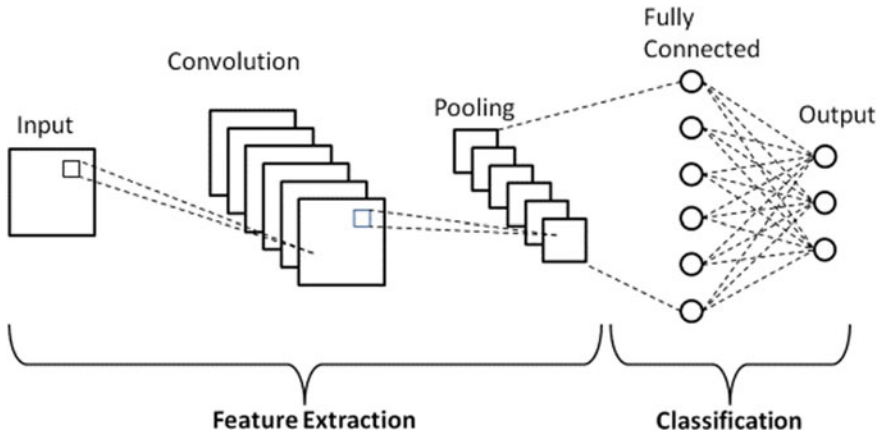 Input
Convolution
Pooling
Fully
Connected
Output
Feature Extraction
Classification